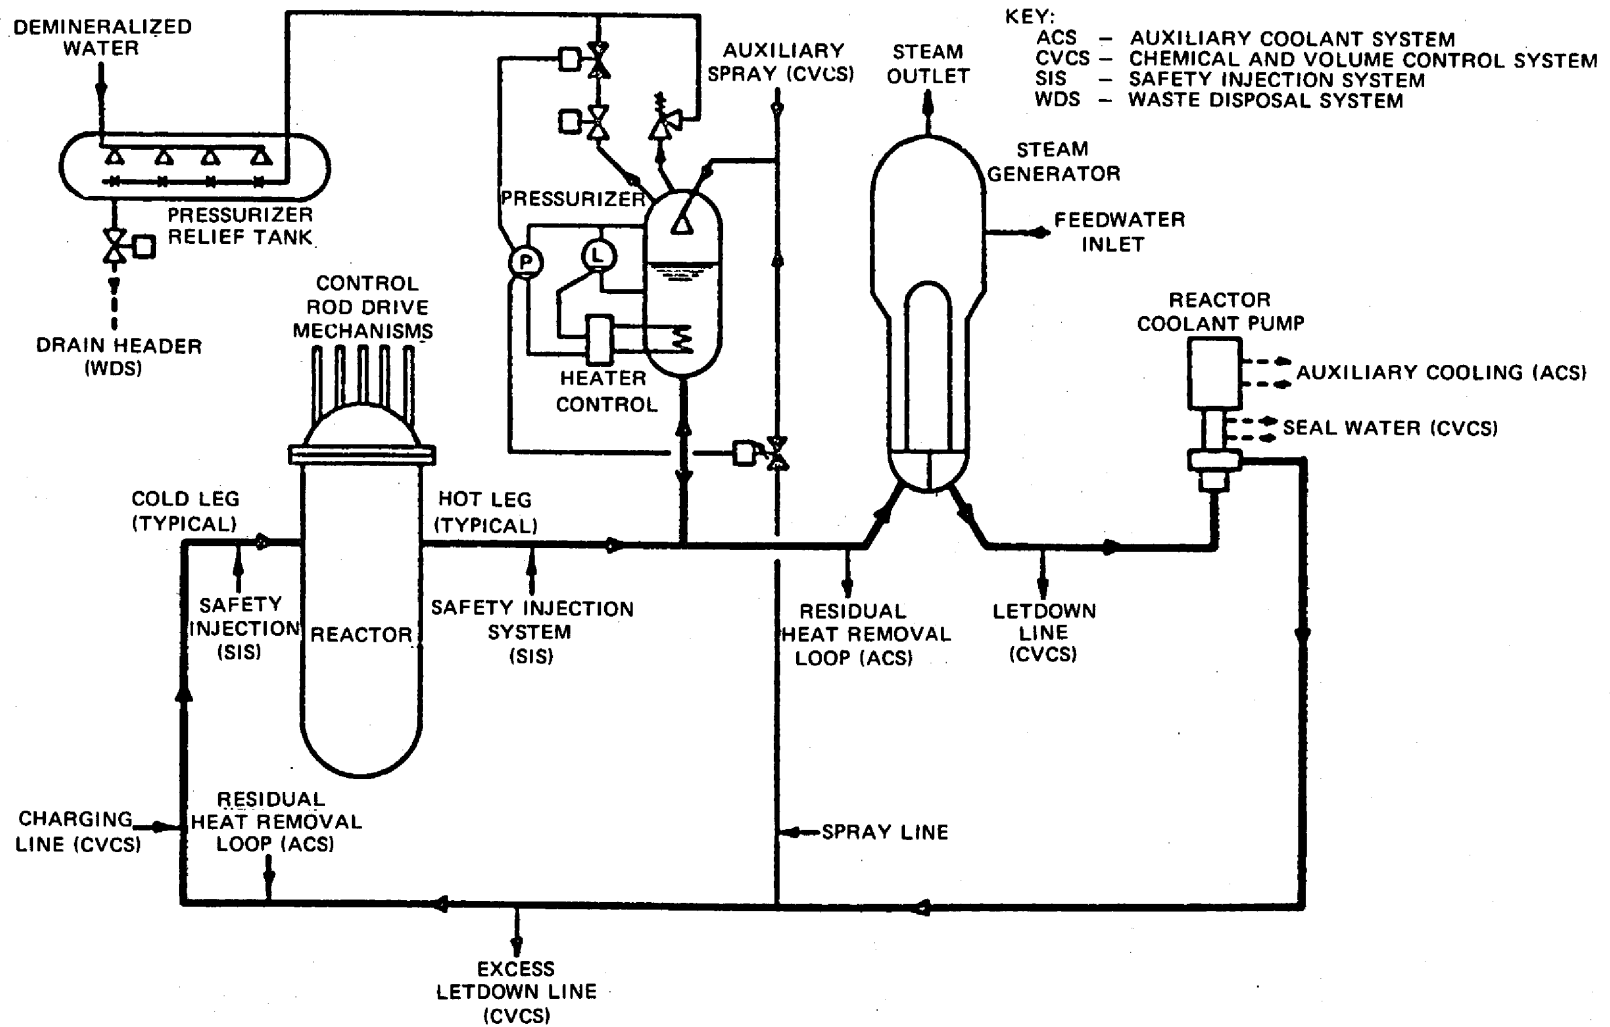 KEY:
ACS – AUXILIARY COOLANT SYSTEM
CVCS – CHEMICAL AND VOLUME CONTROL SYSTEM
SIS – SAFETY INJECTION SYSTEM
WDS – WASTE DISPOSAL SYSTEM
DEMINERALIZED
WATER
AUXILIARY
SPRAY (CVCS)
STEAM
OUTLET
STEAM
GENERATOR
FEEDWATER
INLET
PRESSURIZER
PRESSURIZER
RELIEF TANK
P
L
DRAIN HEADER
(WDS)
CONTROL
ROD DRIVE
MECHANISMS
HEATER
CONTROL
REACTOR
COOLANT PUMP
AUXILIARY COOLING (ACS)
SEAL WATER (CVCS)
COLD LEG
(TYPICAL)
HOT LEG
(TYPICAL)
SAFETY
INJECTION
(SIS)
REACTOR
SAFETY INJECTION
SYSTEM
(SIS)
RESIDUAL
HEAT REMOVAL
LOOP (ACS)
LETDOWN
LINE
(CVCS)
CHARGING
LINE (CVCS)
RESIDUAL
HEAT REMOVAL
LOOP (ACS)
SPRAY LINE
EXCESS
LETDOWN LINE
(CVCS)